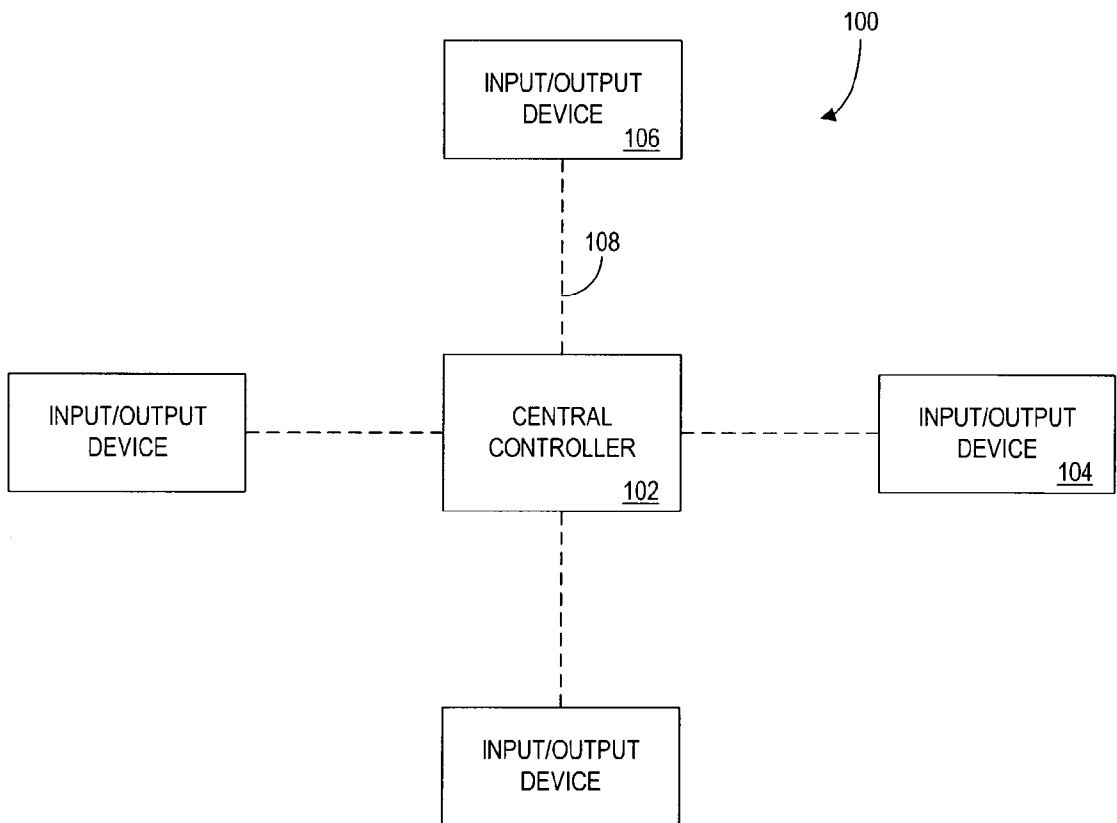 100
INPUT/OUTPUT
DEVICE
106
108
INPUT/OUTPUT
DEVICE
CENTRAL
CONTROLLER
102
INPUT/OUTPUT
DEVICE
104
INPUT/OUTPUT
DEVICE